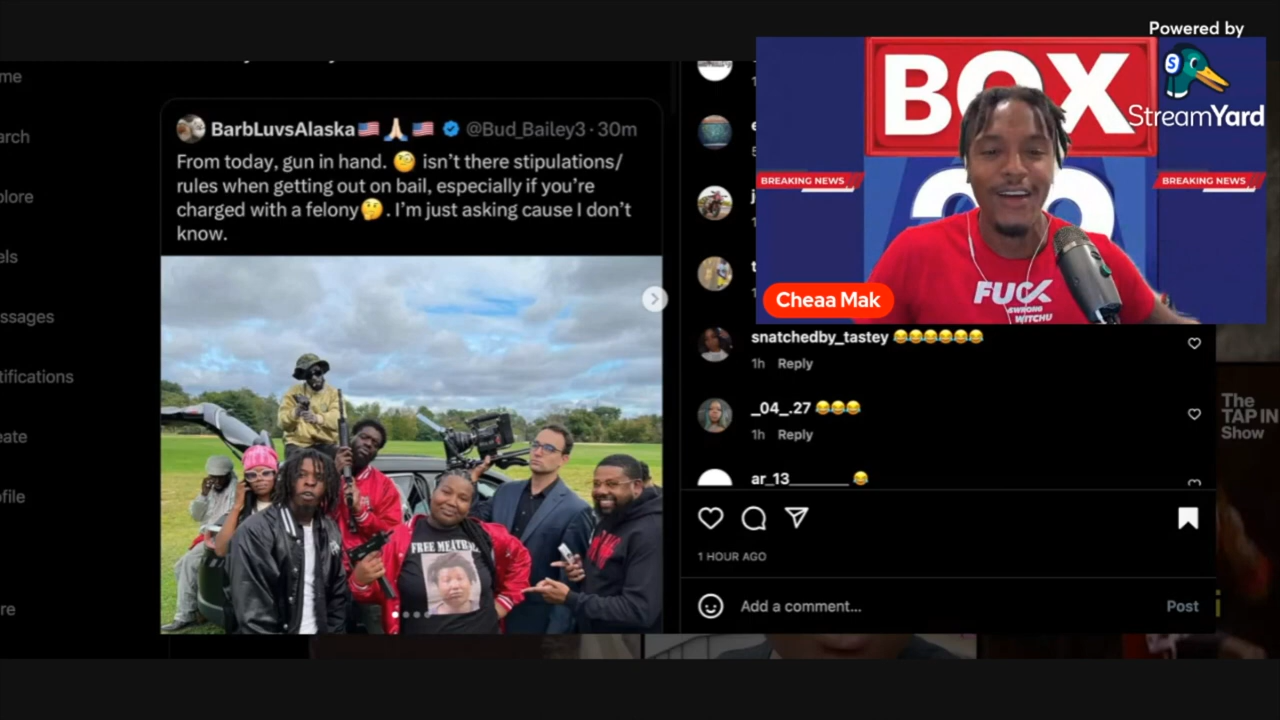 Powered by
StreamYard
BOX
BREAKING NEWS
BREAKING NEWS
FUCK
SWRONG
WITCHU
Cheaa Mak
me
arch
plore
els
ssages
tifications
eate
ofile
re
BarbLuvsAlaska🇺🇸🙏🏻🇺🇸 @Bud_Bailey3 · 30m
From today, gun in hand. 🧐 isn't there stipulations/
rules when getting out on bail, especially if you're
charged with a felony🤔. I'm just asking cause I don't
know.
FREE MEATBA
snatchedby_tastey 😂😂😂😂😂😂
1h Reply
_04_.27 😂😂😂
1h Reply
ar_13______ 😂
1 HOUR AGO
Add a comment...
Post
The
TAP IN
Show